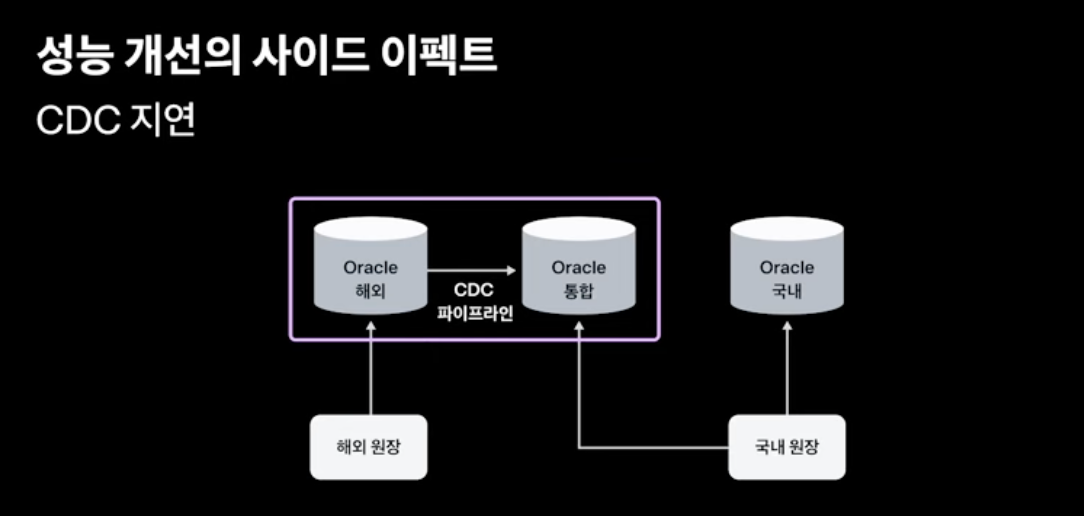 성능 개선의 사이드 이펙트
CDC 지연
Oracle
해외
CDC
파이프라인
Oracle
통합
Oracle
국내
해외 원장
국내 원장